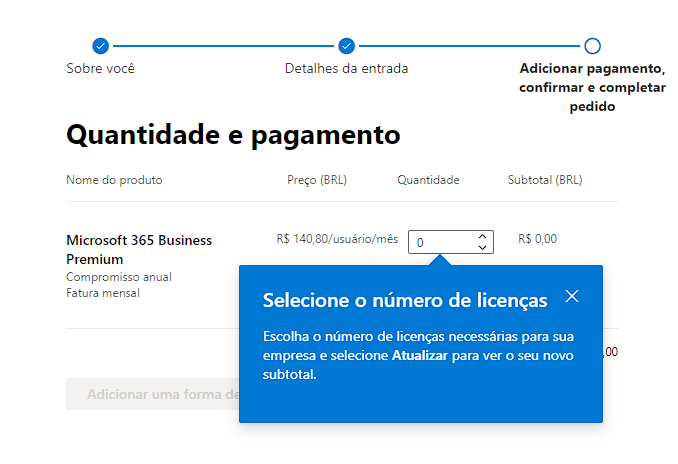 Sobre você
Detalhes da entrada
Adicionar pagamento,
confirmar e completar
pedido
Quantidade e pagamento
Nome do produto Preço (BRL) Quantidade Subtotal (BRL)
Microsoft 365 Business
Premium
Compromisso anual
Fatura mensal
R$ 140,80/usuário/mês
0
R$ 0,00
Selecione o número de licenças
Escolha o número de licenças necessárias para sua
empresa e selecione Atualizar para ver o seu novo
subtotal.
,00
Adicionar uma forma de